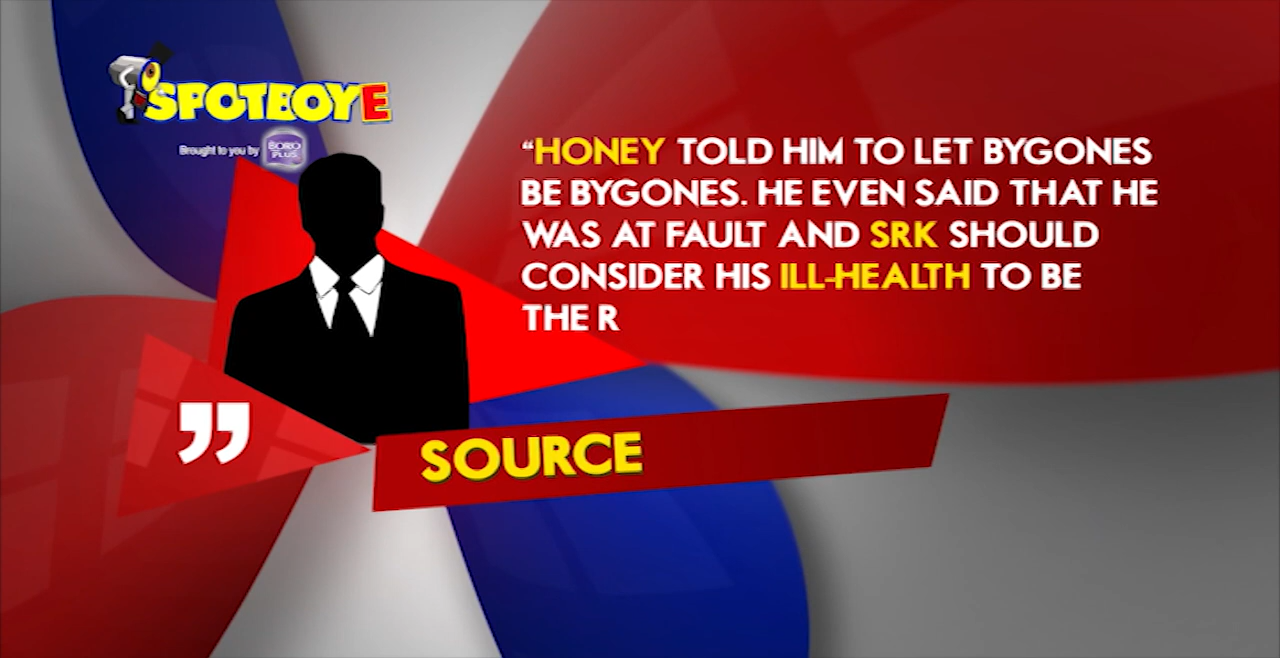 SPOTBOYE
Brought to you by BORO PLUS
“HONEY TOLD HIM TO LET BYGONES
BE BYGONES. HE EVEN SAID THAT HE
WAS AT FAULT AND SRK SHOULD
CONSIDER HIS ILL-HEALTH TO BE
THE R
”
SOURCE